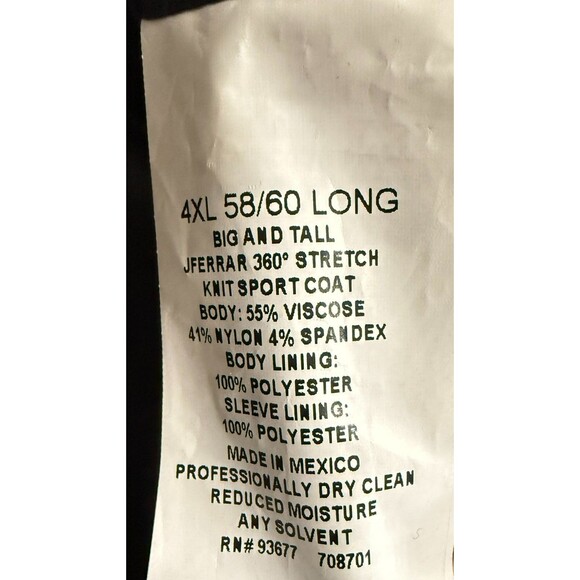 4XL 58/60 LONG
BIG AND TALL
JFERRAR 360° STRETCH
KNIT SPORT COAT
BODY: 55% VISCOSE
41% NYLON 4% SPANDEX
BODY LINING:
100% POLYESTER
SLEEVE LINING:
100% POLYESTER
MADE IN MEXICO
PROFESSIONALLY DRY CLEAN
REDUCED MOISTURE
ANY SOLVENT
RN# 93677 708701